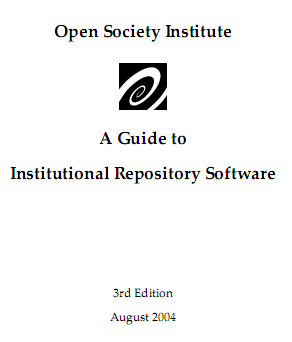 Open Society Institute
A Guide to
Institutional Repository Software
3rd Edition
August 2004